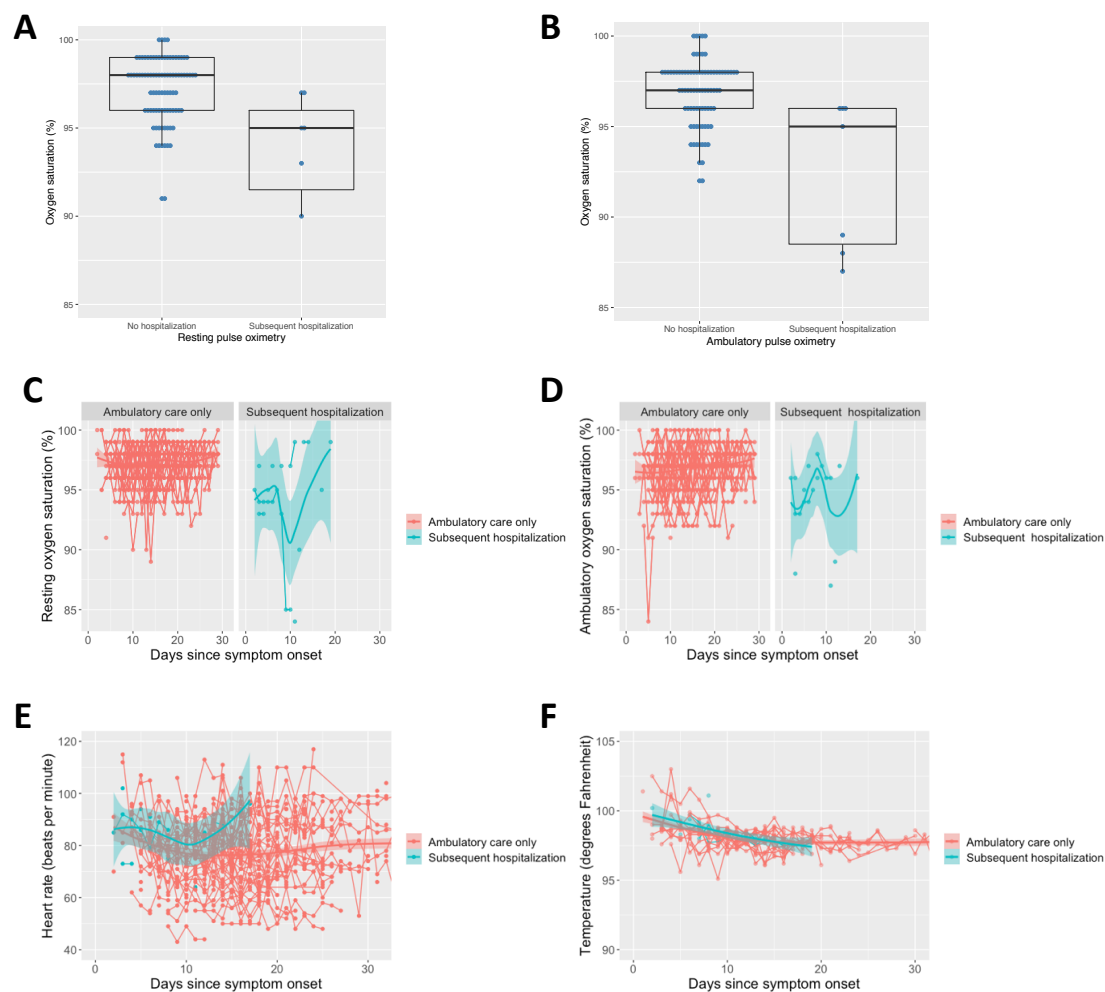 A
B
Oxygen saturation (%)
100
95
90
85
No hospitalization
Subsequent hospitalization
Resting pulse oximetry
Oxygen saturation (%)
100
95
90
85
No hospitalization
Subsequent hospitalization
Ambulatory pulse oximetry
C
Ambulatory care only
Subsequent hospitalization
Resting oxygen saturation (%)
100
95
90
85
0
10
20
30
0
10
20
30
Days since symptom onset
Ambulatory care only
Subsequent hospitalization
D
Ambulatory care only
Subsequent hospitalization
Ambulatory oxygen saturation (%)
100
95
90
85
0
10
20
30
0
10
20
30
Days since symptom onset
Ambulatory care only
Subsequent hospitalization
E
Heart rate (beats per minute)
120
100
80
60
40
0
10
20
30
Days since symptom onset
Ambulatory care only
Subsequent hospitalization
F
Temperature (degrees Fahrenheit)
105
100
95
90
0
10
20
30
Days since symptom onset
Ambulatory care only
Subsequent hospitalization